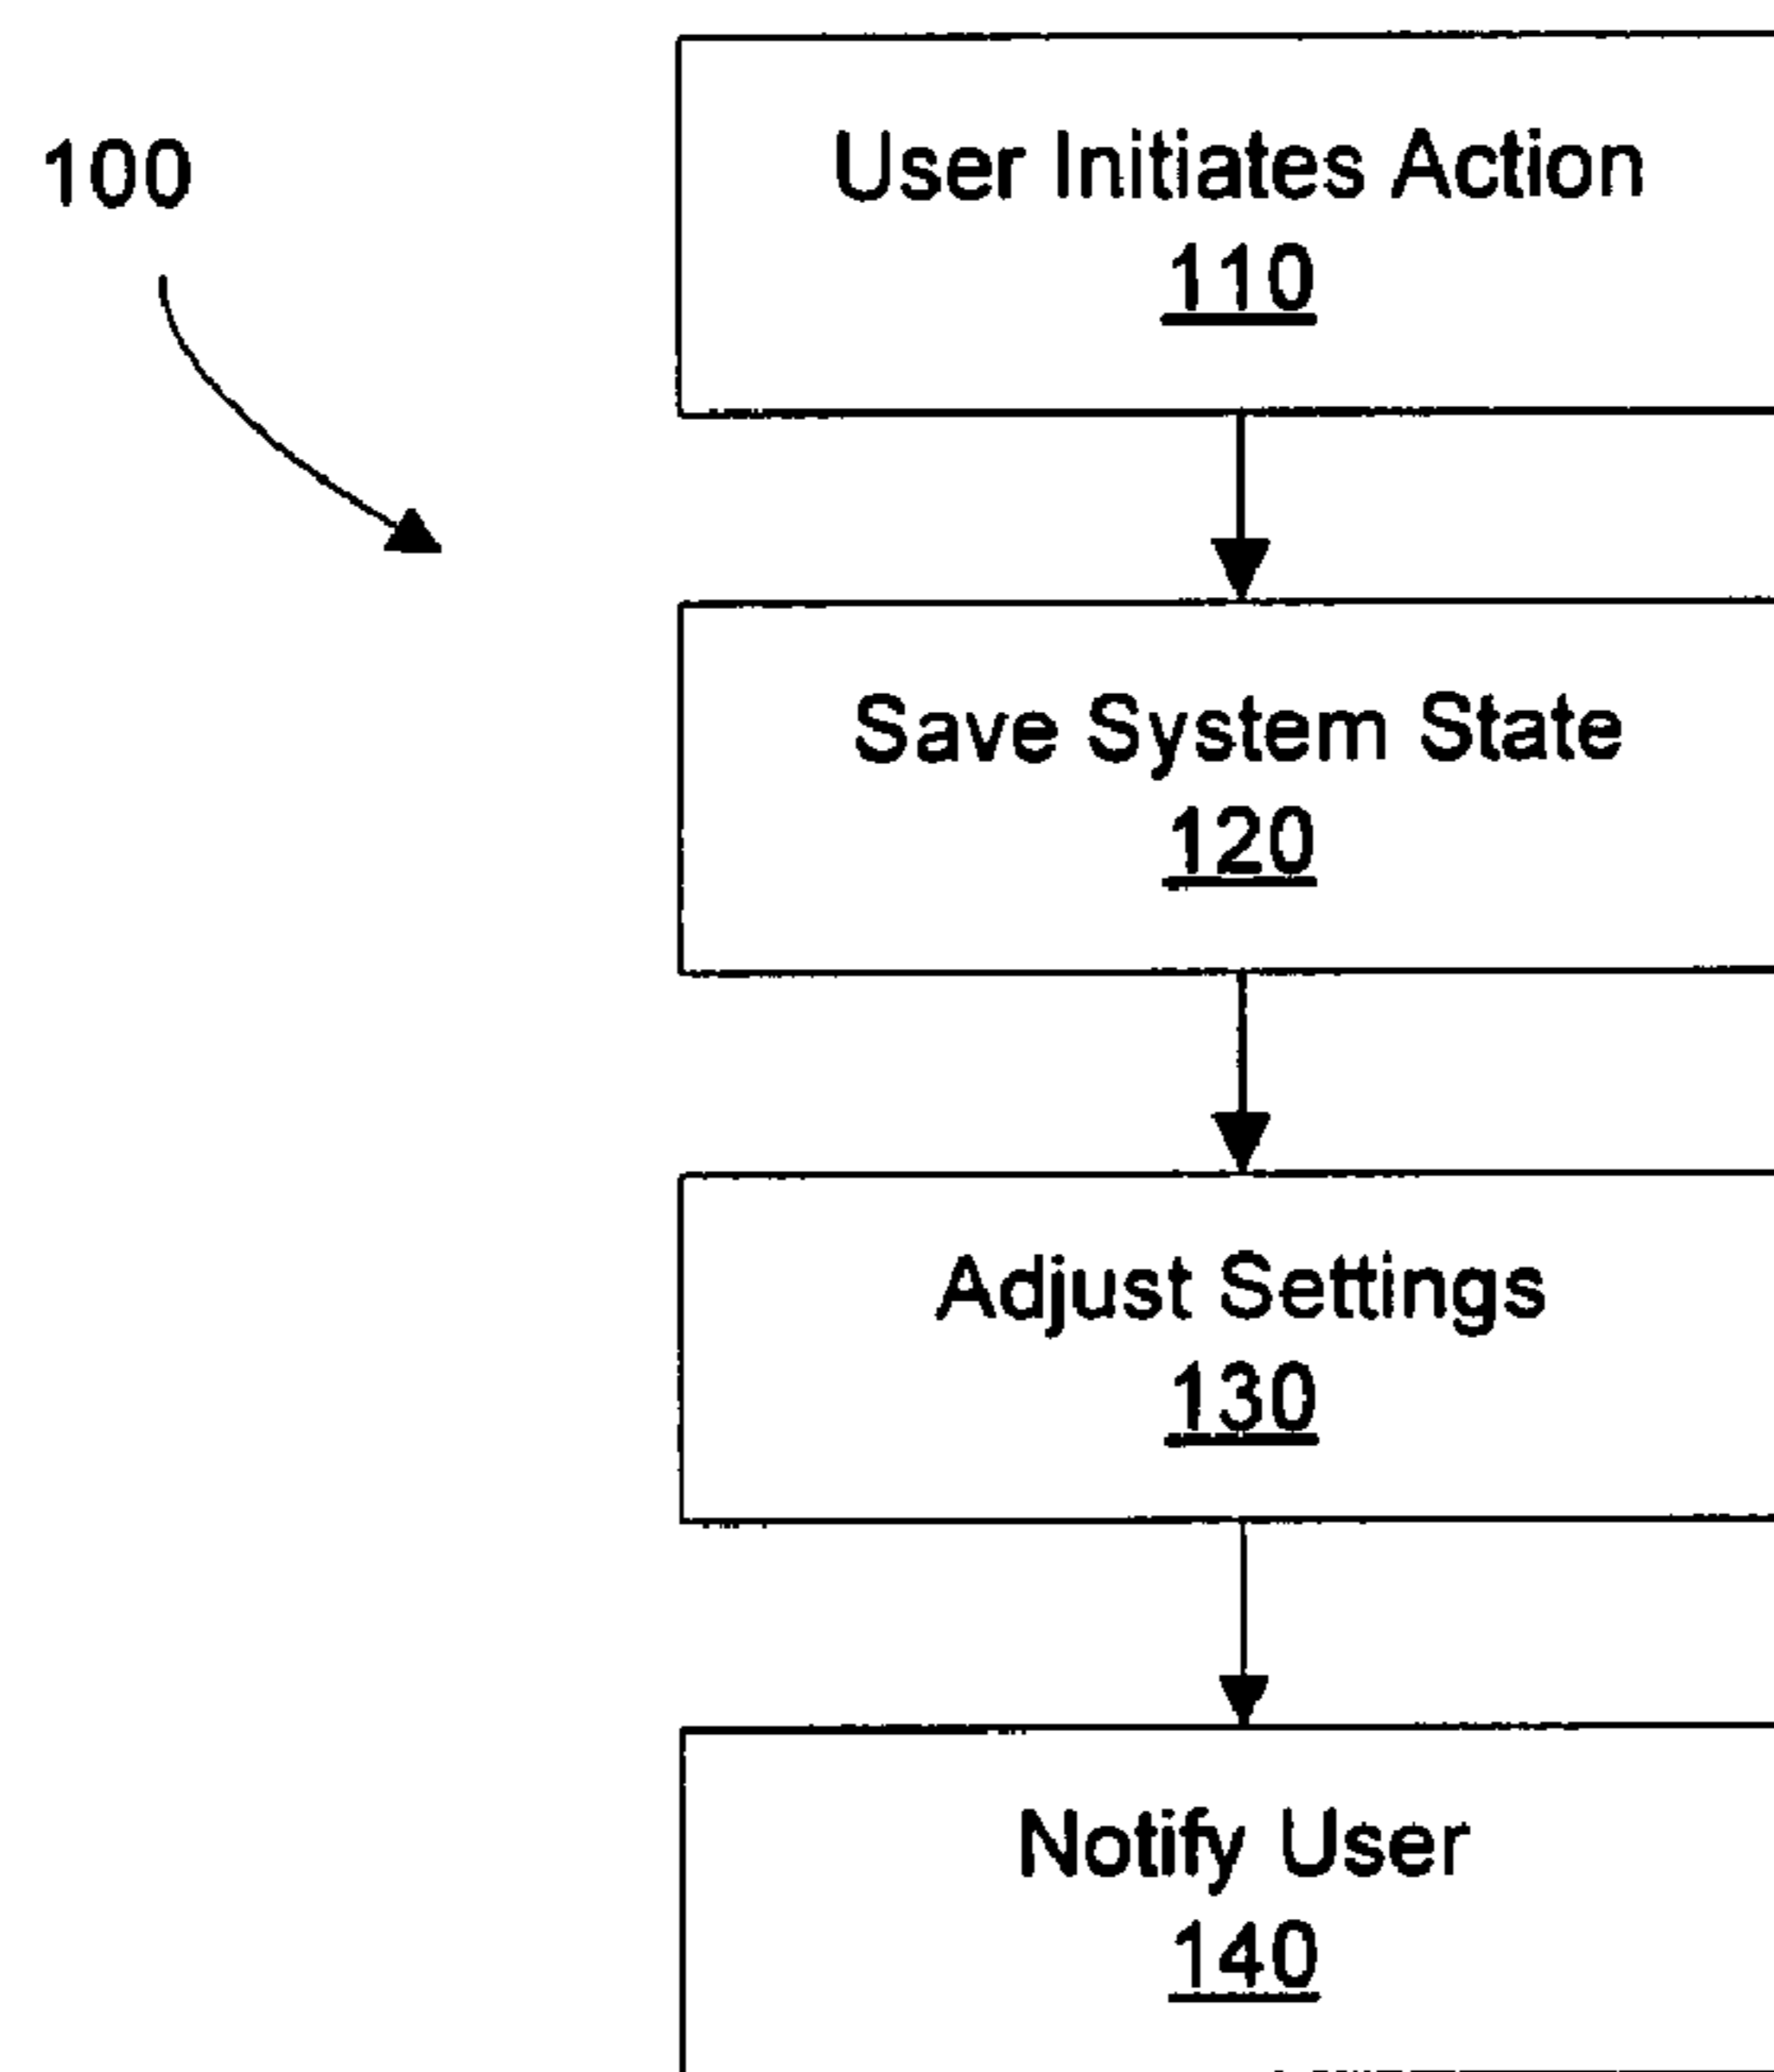 100
User Initiates Action
110
Save System State
120
Adjust Settings
130
Notify User
140